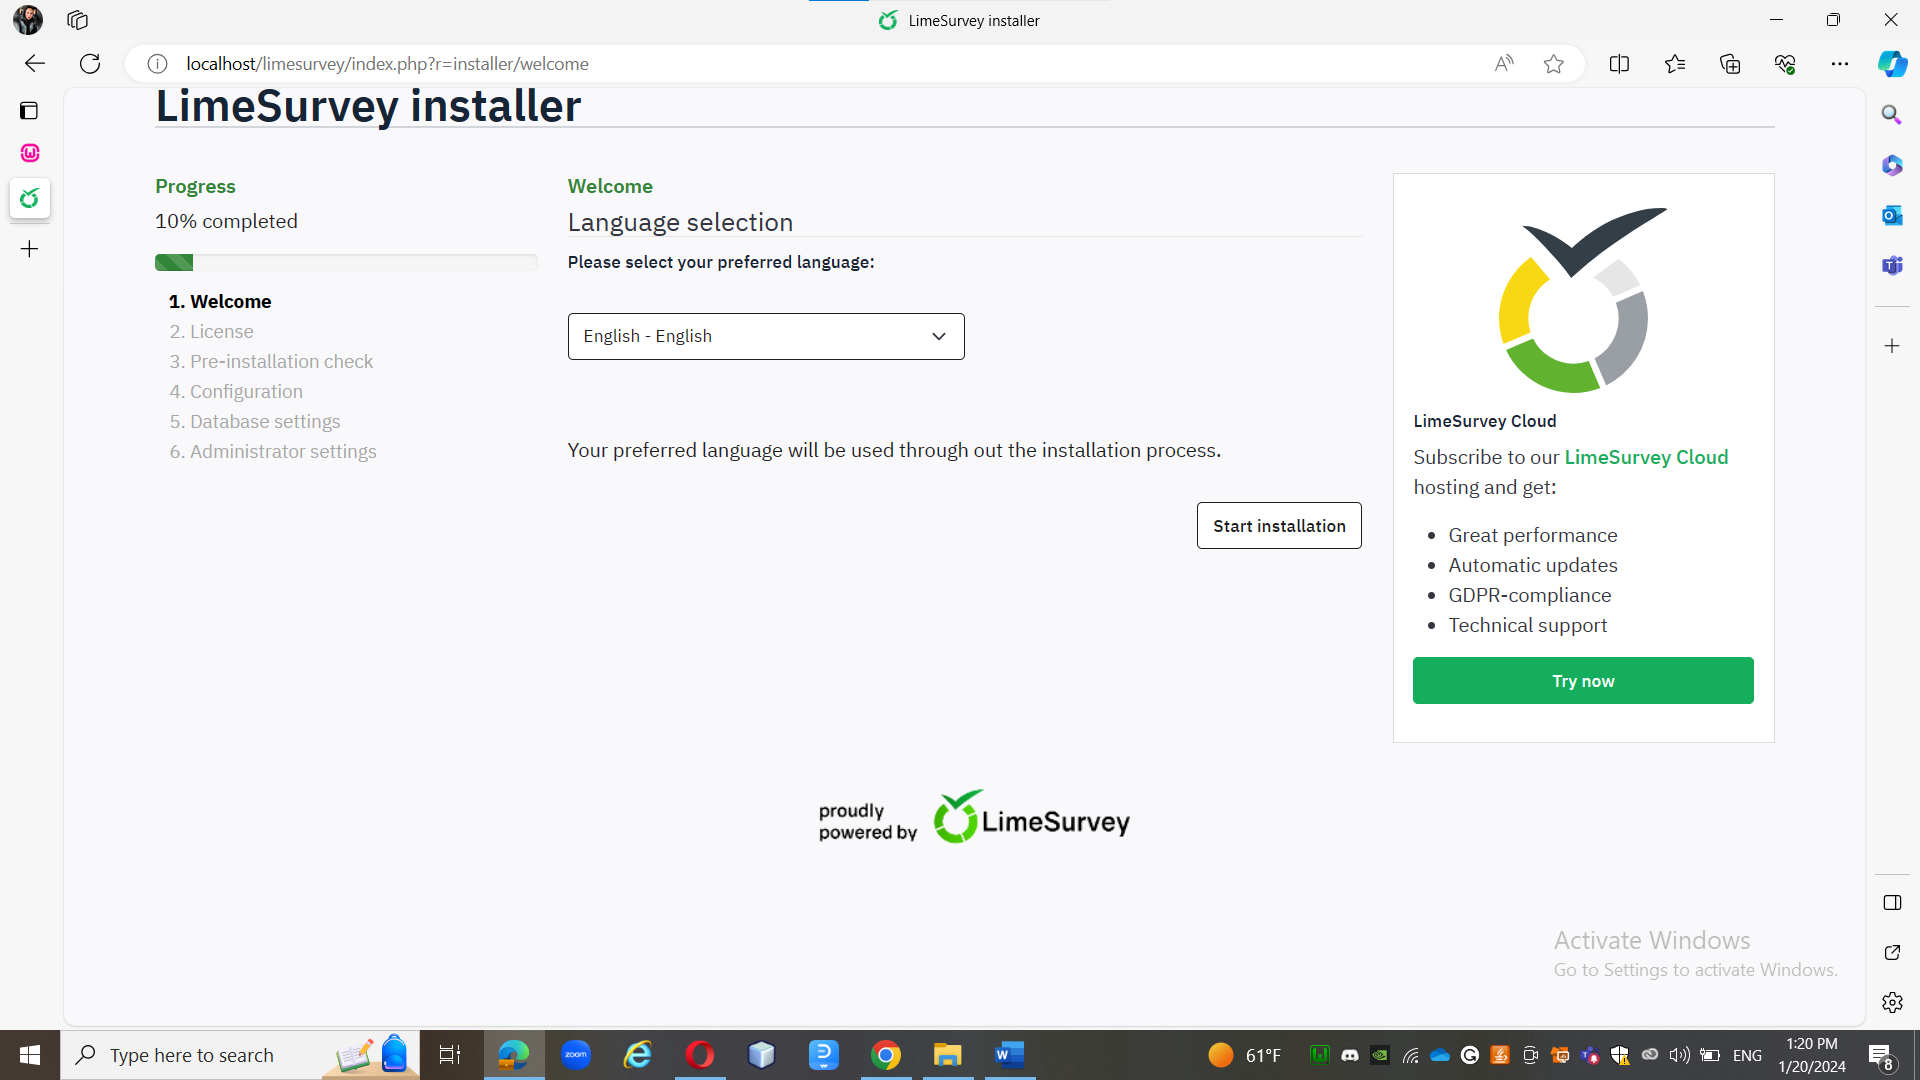 LimeSurvey installer
localhost/limesurvey/index.php?r=installer/welcome
LimeSurvey installer
Progress
10% completed
1. Welcome
2. License
3. Pre-installation check
4. Configuration
5. Database settings
6. Administrator settings
Welcome
Language selection
Please select your preferred language:
English - English
Your preferred language will be used through out the installation process.
Start installation
LimeSurvey Cloud
Subscribe to our LimeSurvey Cloud
hosting and get:
Great performance
Automatic updates
GDPR-compliance
Technical support
Try now
proudly
powered by
LimeSurvey
Activate Windows
Go to Settings to activate Windows.
Type here to search
zoom
61°F
ENG
1:20 PM
1/20/2024
8